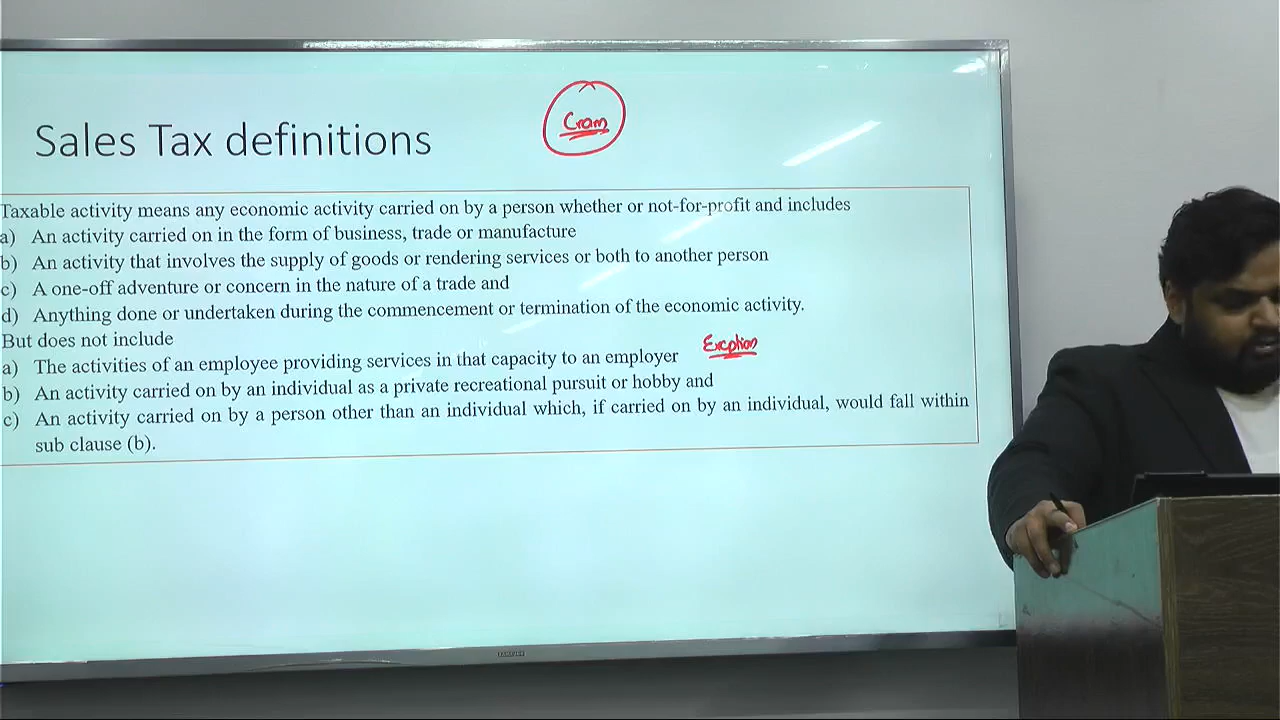 Cram
Sales Tax definitions
Taxable activity means any economic activity carried on by a person whether or not-for-profit and includes
a) An activity carried on in the form of business, trade or manufacture
b) An activity that involves the supply of goods or rendering services or both to another person
c) A one-off adventure or concern in the nature of a trade and
d) Anything done or undertaken during the commencement or termination of the economic activity.
But does not include
Excption
a) The activities of an employee providing services in that capacity to an employer
b) An activity carried on by an individual as a private recreational pursuit or hobby and
c) An activity carried on by a person other than an individual which, if carried on by an individual, would fall within
sub clause (b).